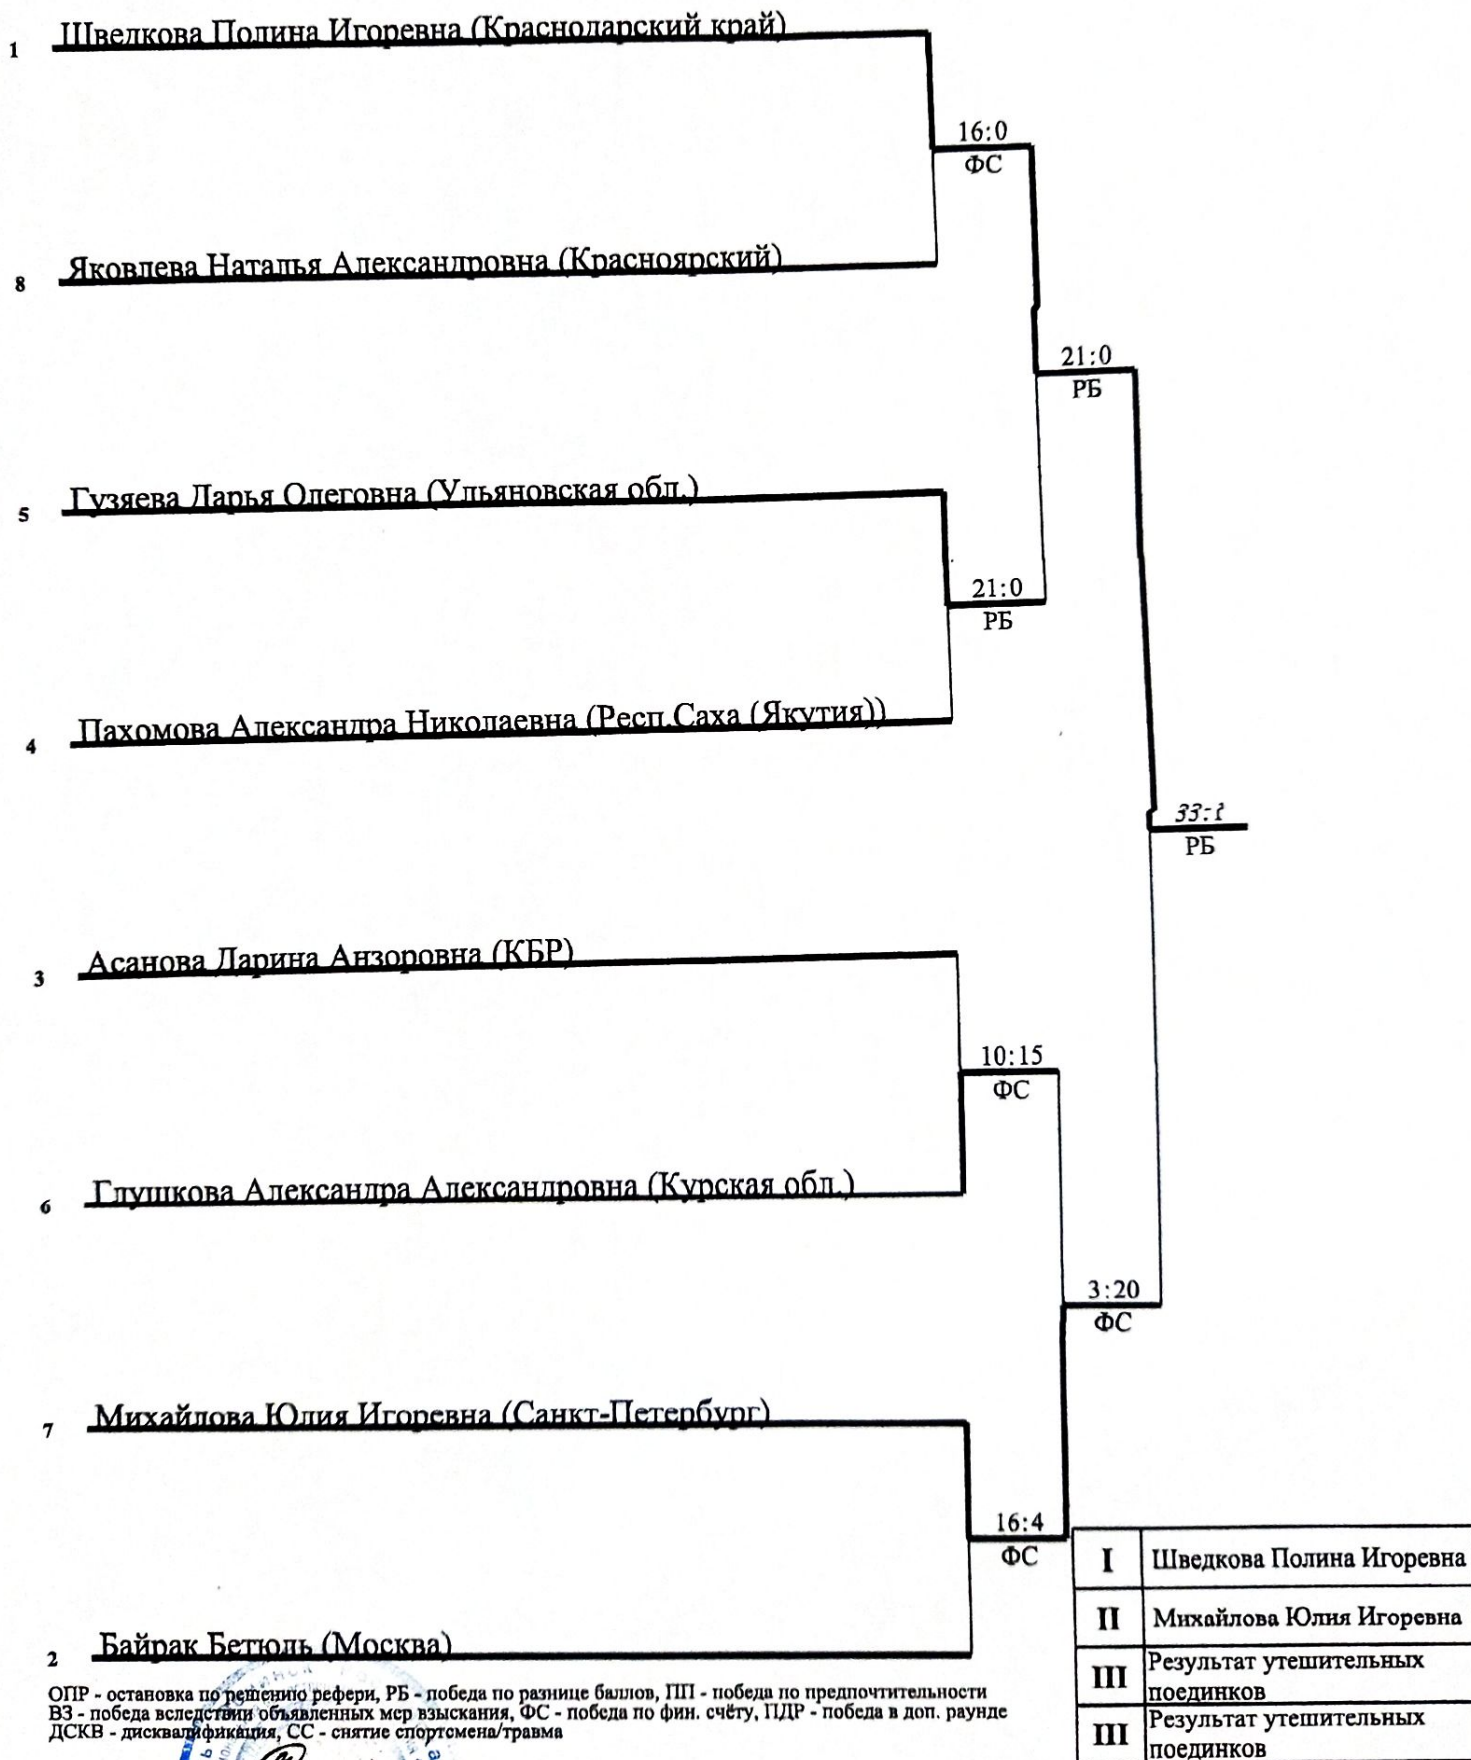 1 Шведкова Полина Игоревна (Краснодарский край)
16:0
ФС
8 Яковлева Наталья Александровна (Красноярский)
21:0
РБ
5 Гузяева Дарья Олеговна (Ульяновская обл.)
21:0
РБ
4 Пахомова Александра Николаевна (Респ.Саха (Якутия))
33:1
РБ
3 Асанова Дарина Анзоровна (КБР)
10:15
ФС
6 Глушкова Александра Александровна (Курская обл.)
3:20
ФС
7 Михайлова Юлия Игоревна (Санкт-Петербург)
16:4
ФС
2 Байрак Бетюль (Москва)
I Шведкова Полина Игоревна
II Михайлова Юлия Игоревна
III Результат утешительных
поединков
III Результат утешительных
поединков
ОПР - остановка по решению рефери, РБ - победа по разнице баллов, ПП - победа по предпочтительности
ВЗ - победа вследствии объявленных мер взыскания, ФС - победа по фин. счёту, ПДР - победа в доп. раунде
ДСКВ - дисквалификация, СС - снятие спортсмена/травма